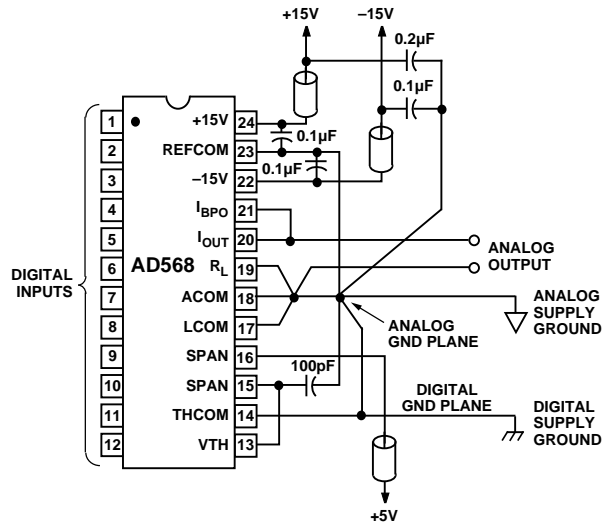 +15V
–15V
0.2µF
0.1µF
1
2
3
4
5
6
7
8
9
10
11
12
DIGITAL
INPUTS
AD568
+15V
24
REFCOM
23
–15V
22
IBPO
21
IOUT
20
RL
19
ACOM
18
LCOM
17
SPAN
16
SPAN
15
THCOM
14
VTH
13
0.1µF
0.1µF
ANALOG
OUTPUT
ANALOG
SUPPLY
GROUND
ANALOG
GND PLANE
100pF
DIGITAL
GND PLANE
DIGITAL
SUPPLY
GROUND
+5V